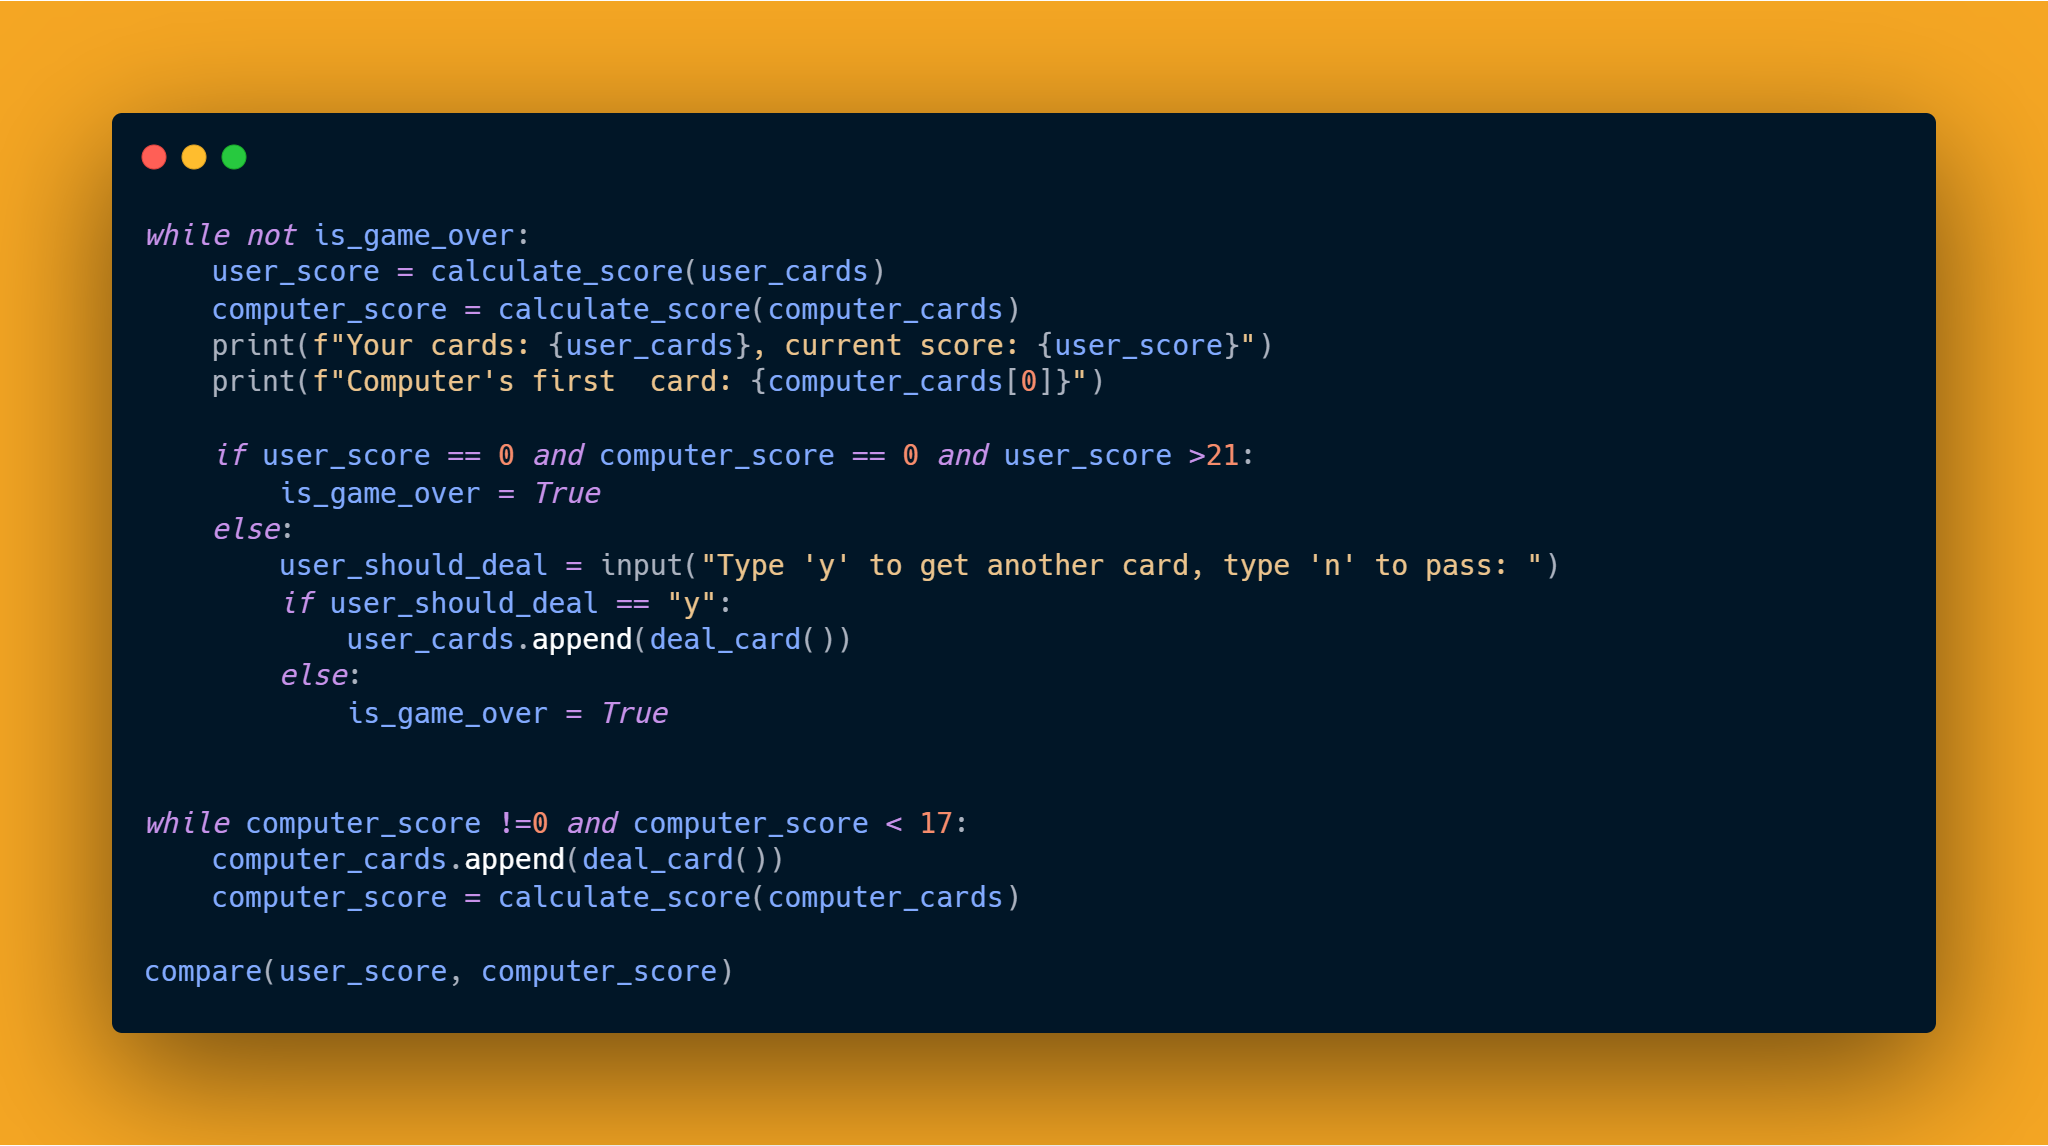 while not is_game_over:
    user_score = calculate_score(user_cards)
    computer_score = calculate_score(computer_cards)
    print(f"Your cards: {user_cards}, current score: {user_score}")
    print(f"Computer's first  card: {computer_cards[0]}")

    if user_score == 0 and computer_score == 0 and user_score >21:
        is_game_over = True
    else:
        user_should_deal = input("Type 'y' to get another card, type 'n' to pass: ")
        if user_should_deal == "y":
            user_cards.append(deal_card())
        else:
            is_game_over = True


while computer_score !=0 and computer_score < 17:
    computer_cards.append(deal_card())
    computer_score = calculate_score(computer_cards)

compare(user_score, computer_score)